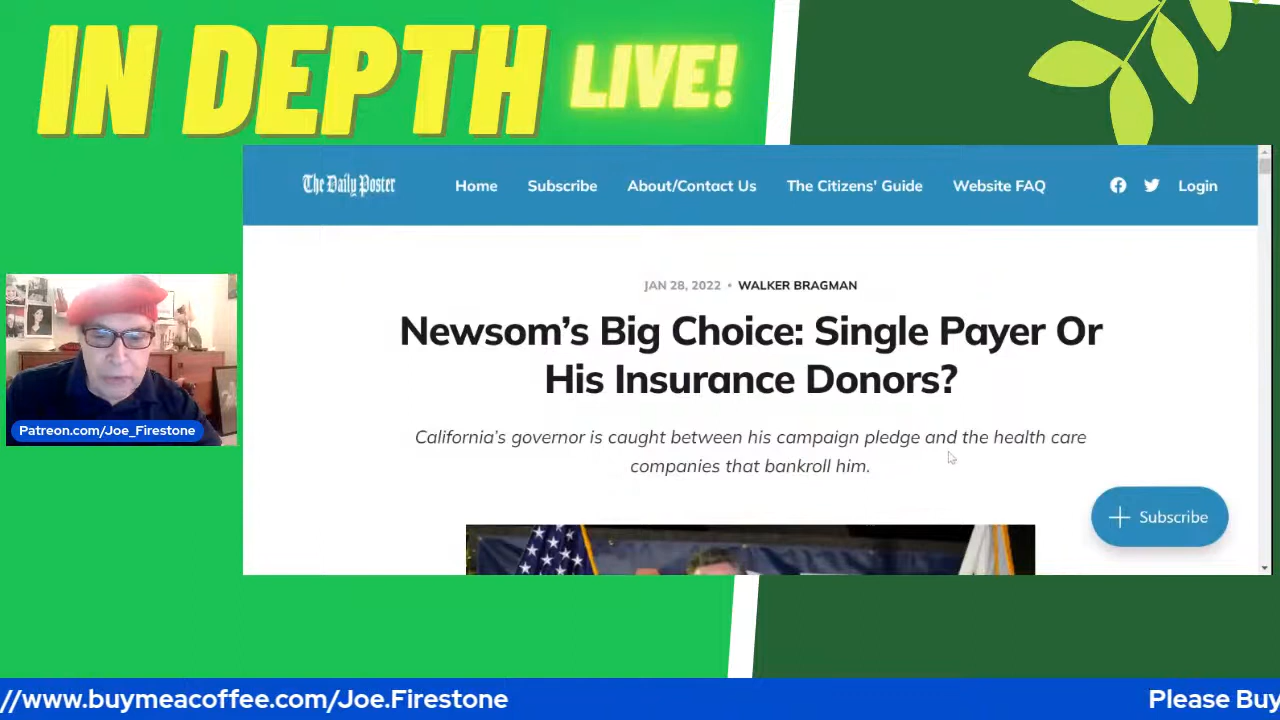 IN DEPTH LIVE!
The Daily Poster
Home
Subscribe
About/Contact Us
The Citizens' Guide
Website FAQ
Login
JAN 28, 2022 • WALKER BRAGMAN
Newsom’s Big Choice: Single Payer Or
His Insurance Donors?
California’s governor is caught between his campaign pledge and the health care
companies that bankroll him.
Subscribe
Patreon.com/Joe_Firestone
//www.buymeacoffee.com/Joe.Firestone
Please Buy